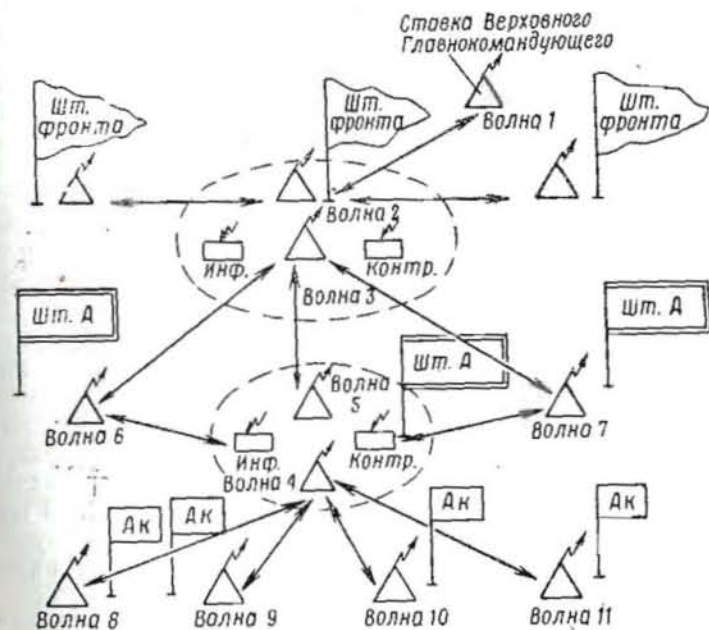 Ставка Верховного
Главнокомандующего
Шт.
фронта
Шт.
фронта
Шт.
фронта
Волна 1
Волна 2
Инф.
Контр.
Волна 3
Шт. А
Шт. А
Шт. А
Волна
5
Волна 6
Волна 7
Инф.
Контр.
Волна 4
Ак
Ак
Ак
Ак
Волна 8
Волна 9
Волна 10
Волна 11